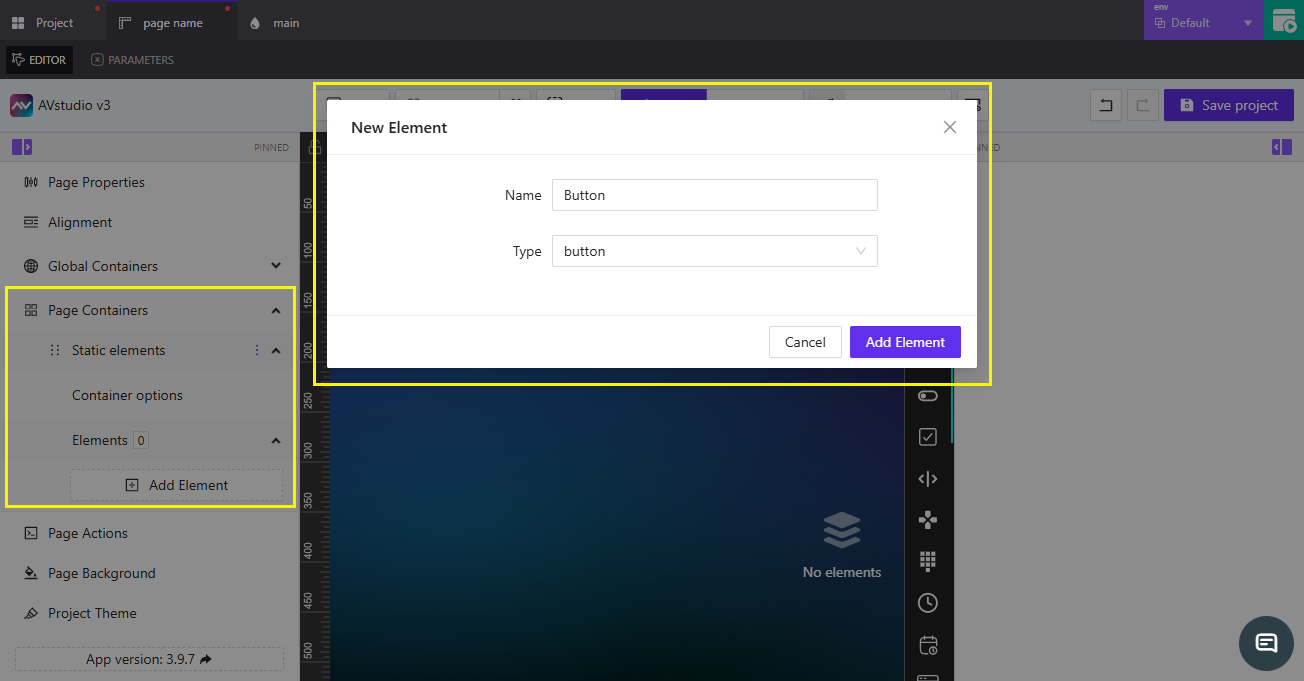 Project
page name
main
env
Default
EDITOR
PARAMETERS
AVstudio v3
Save project
PINNED
New Element
Name
Button
Type
button
Cancel
Add Element
Page Properties
Alignment
Global Containers
Page Containers
Static elements
Container options
Elements 0
Add Element
Page Actions
Page Background
Project Theme
App version: 3.9.7
50
100
150
200
250
300
350
400
450
500
No elements